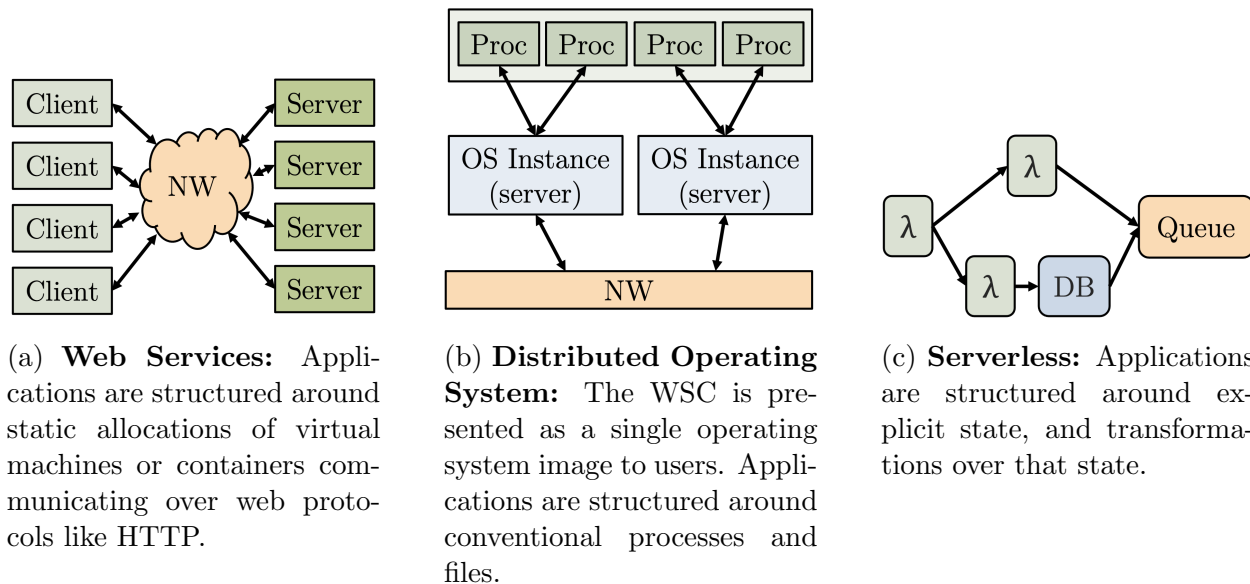 Client
Client
Client
Client
NW
Server
Server
Server
Server
(a) Web Services: Appli-
cations are structured around
static allocations of virtual
machines or containers com-
municating over web proto-
cols like HTTP.
Proc Proc Proc Proc
OS Instance
(server)
OS Instance
(server)
NW
(b) Distributed Operating
System: The WSC is pre-
sented as a single operating
system image to users. Appli-
cations are structured around
conventional processes and
files.
λ
λ
λ
DB
Queue
(c) Serverless: Applications
are structured around ex-
plicit state, and transforma-
tions over that state.